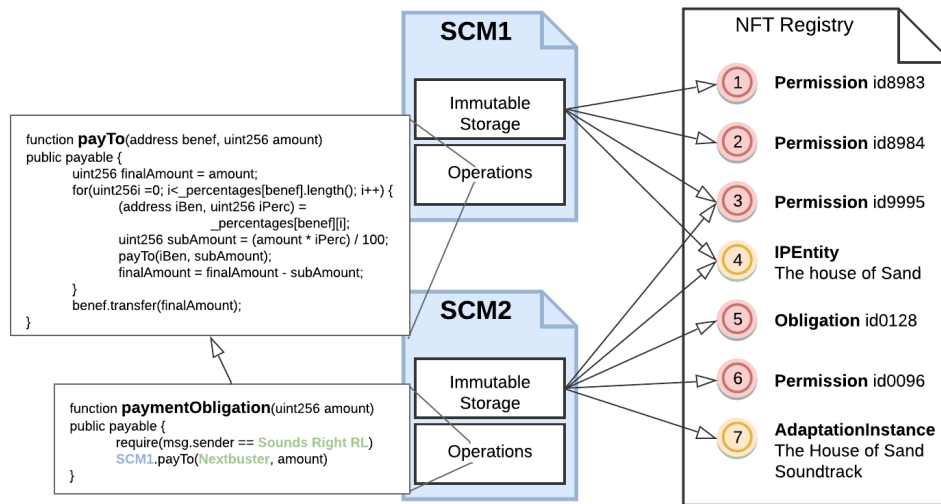 SCM1
Immutable
Storage
Operations
function payTo(address benef, uint256 amount)
public payable {
uint256 finalAmount = amount;
for(uint256i =0; i<_percentages[benef].length(); i++) {
(address iBen, uint256 iPerc) =
_percentages[benef][i];
uint256 subAmount = (amount * iPerc) / 100;
payTo(iBen, subAmount);
finalAmount = finalAmount - subAmount;
}
benef.transfer(finalAmount);
}
SCM2
Immutable
Storage
Operations
function paymentObligation(uint256 amount)
public payable {
require(msg.sender == Sounds Right RL)
SCM1.payTo(Nextbuster, amount)
}
NFT Registry
1 Permission id8983
2 Permission id8984
3 Permission id9995
4 IPEntity
The house of Sand
5 Obligation id0128
6 Permission id0096
7 AdaptationInstance
The House of Sand
Soundtrack